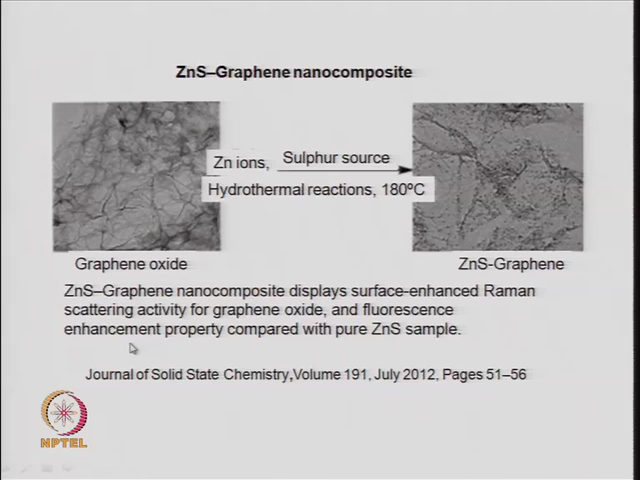 ZnS–Graphene nanocomposite
Zn ions, Sulphur source
Hydrothermal reactions, 180ºC
Graphene oxide
ZnS-Graphene
ZnS–Graphene nanocomposite displays surface-enhanced Raman
scattering activity for graphene oxide, and fluorescence
enhancement property compared with pure ZnS sample.
Journal of Solid State Chemistry,Volume 191, July 2012, Pages 51–56
NPTEL